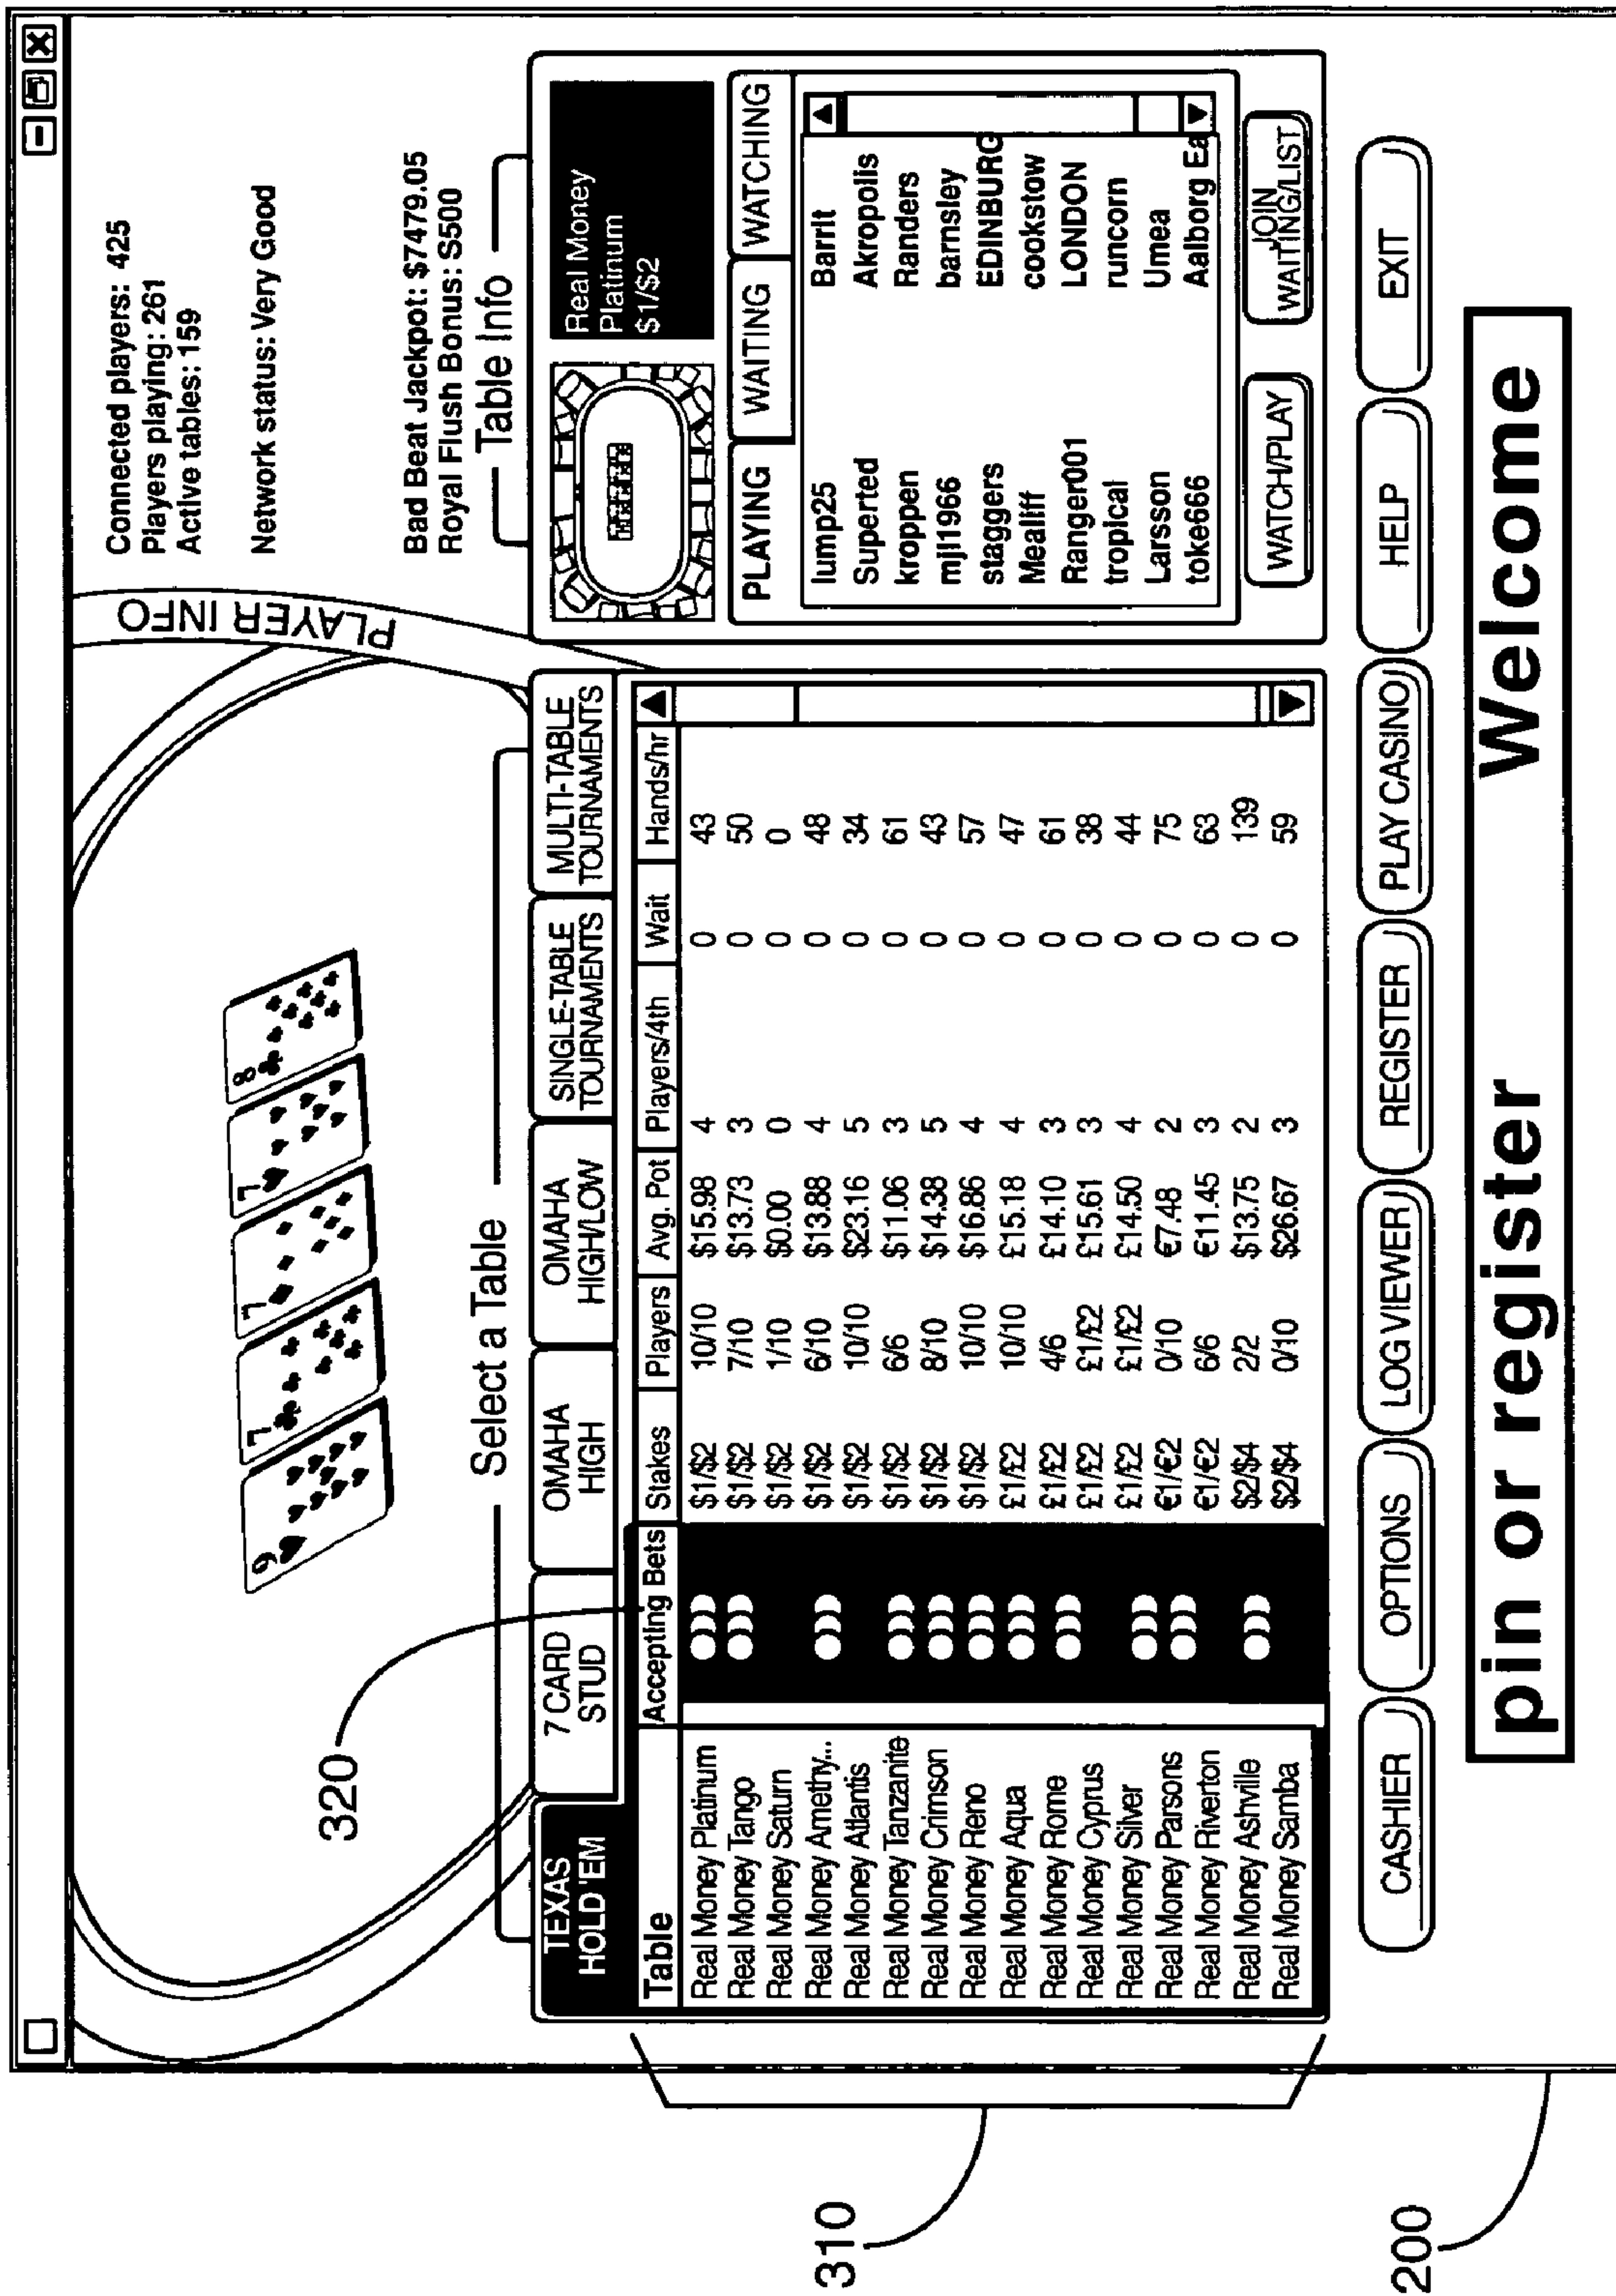 Connected players: 425
Players playing: 261
Active tables: 159
Network status: Very Good
Bad Beat Jackpot: $7479.05
Royal Flush Bonus: S500
PLAYER INFO
6 L L L 8
320
Select a Table
Table Info
TEXAS HOLD 'EM
7 CARD STUD
OMAHA HIGH
OMAHA HIGH/LOW
SINGLE-TABLE TOURNAMENTS
MULTI-TABLE TOURNAMENTS
Table Accepting Bets Stakes Players Avg. Pot Players/4th Wait Hands/hr
Real Money Platinum $1/$2 10/10 $15.98 4 0 43
Real Money Tango $1/$2 7/10 $13.73 3 0 50
Real Money Saturn $1/$2 1/10 $0.00 0 0 0
Real Money Amethy... $1/$2 6/10 $13.88 4 0 48
Real Money Atlantis $1/$2 10/10 $23.16 5 0 34
Real Money Tanzanite $1/$2 6/6 $11.06 3 0 61
Real Money Crimson $1/$2 8/10 $14.38 5 0 43
Real Money Reno $1/$2 10/10 $16.86 4 0 57
Real Money Aqua £1/£2 10/10 £15.18 4 0 47
Real Money Rome £1/£2 4/6 £14.10 3 0 61
Real Money Cyprus £1/£2 £1/£2 £15.61 3 0 38
Real Money Silver £1/£2 £1/£2 £14.50 4 0 44
Real Money Parsons €1/€2 0/10 €7.48 2 0 75
Real Money Riverton €1/€2 6/6 €11.45 3 0 63
Real Money Ashville $2/$4 2/2 $13.75 2 0 139
Real Money Samba $2/$4 0/10 $26.67 3 0 59
Real Money
Platinum
$1/$2
PLAYING WAITING WATCHING
lump25 Barrit
Superted Akropolis
kroppen Randers
mjl1966 barnsley
staggers EDINBURG
Mealiff cookstow
Ranger001 LONDON
tropical runcorn
Larsson Umea
toke666 Aalborg Ea
WATCH/PLAY
JOIN
WAITING/LIST
310
CASHIER OPTIONS LOG VIEWER REGISTER PLAY CASINO HELP EXIT
pin or register Welcome
200